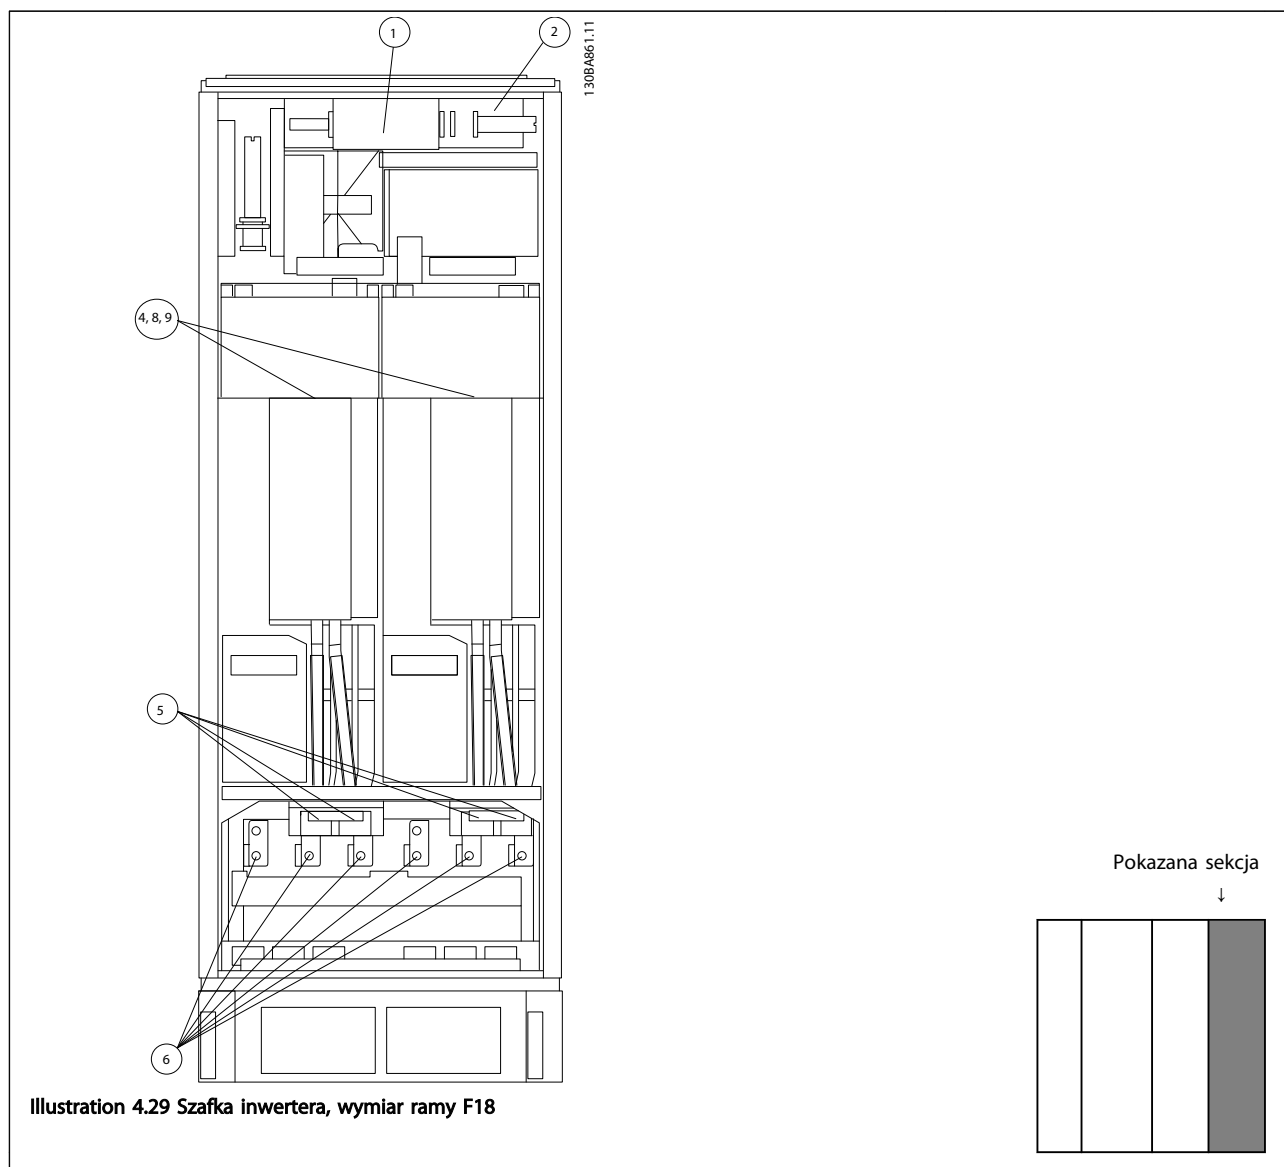 1
2
130BA861.11
4, 8, 9
5
6
Pokazana sekcja
↓
Illustration 4.29 Szafka inwertera, wymiar ramy F18